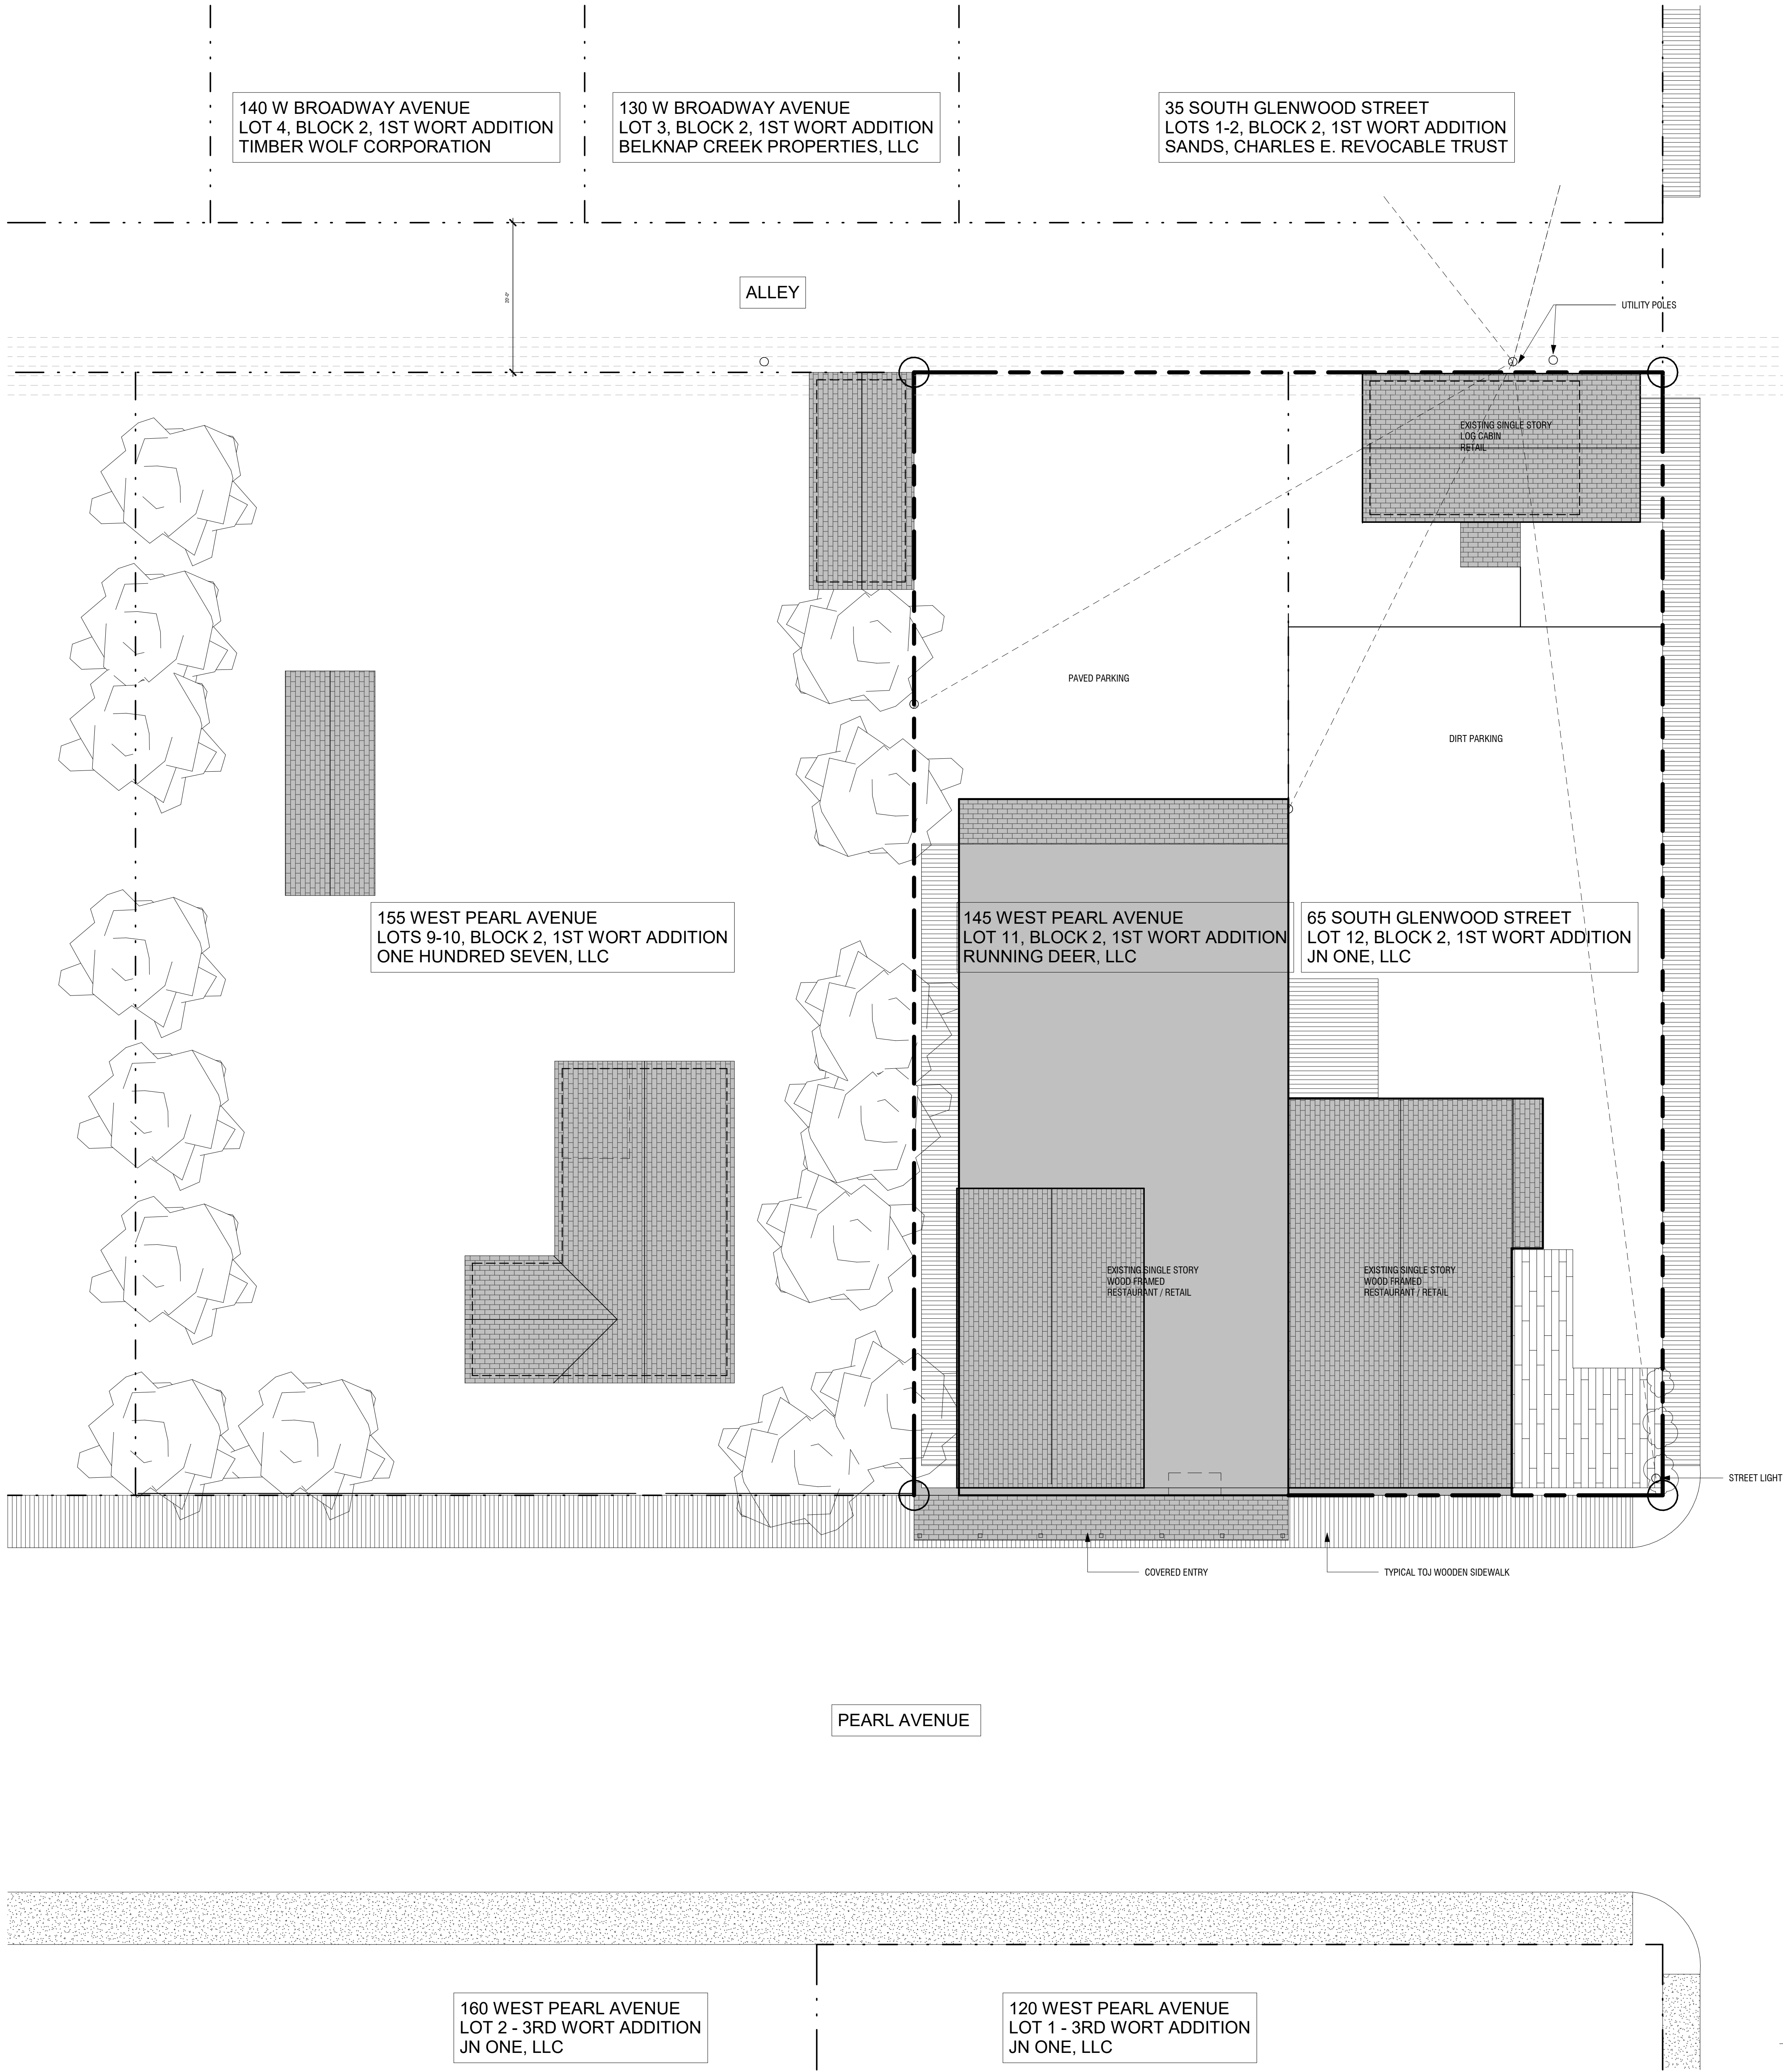 140 W BROADWAY AVENUE
LOT 4, BLOCK 2, 1ST WORT ADDITION
TIMBER WOLF CORPORATION
130 W BROADWAY AVENUE
LOT 3, BLOCK 2, 1ST WORT ADDITION
BELKNAP CREEK PROPERTIES, LLC
35 SOUTH GLENWOOD STREET
LOTS 1-2, BLOCK 2, 1ST WORT ADDITION
SANDS, CHARLES E. REVOCABLE TRUST
20'-0"
ALLEY
UTILITY POLES
EXISTING SINGLE STORY
LOG CABIN
RETAIL
PAVED PARKING
DIRT PARKING
155 WEST PEARL AVENUE
LOTS 9-10, BLOCK 2, 1ST WORT ADDITION
ONE HUNDRED SEVEN, LLC
145 WEST PEARL AVENUE
LOT 11, BLOCK 2, 1ST WORT ADDITION
RUNNING DEER, LLC
65 SOUTH GLENWOOD STREET
LOT 12, BLOCK 2, 1ST WORT ADDITION
JN ONE, LLC
EXISTING SINGLE STORY
WOOD FRAMED
RESTAURANT / RETAIL
EXISTING SINGLE STORY
WOOD FRAMED
RESTAURANT / RETAIL
STREET LIGHT
COVERED ENTRY
TYPICAL TOJ WOODEN SIDEWALK
PEARL AVENUE
160 WEST PEARL AVENUE
LOT 2 - 3RD WORT ADDITION
JN ONE, LLC
120 WEST PEARL AVENUE
LOT 1 - 3RD WORT ADDITION
JN ONE, LLC